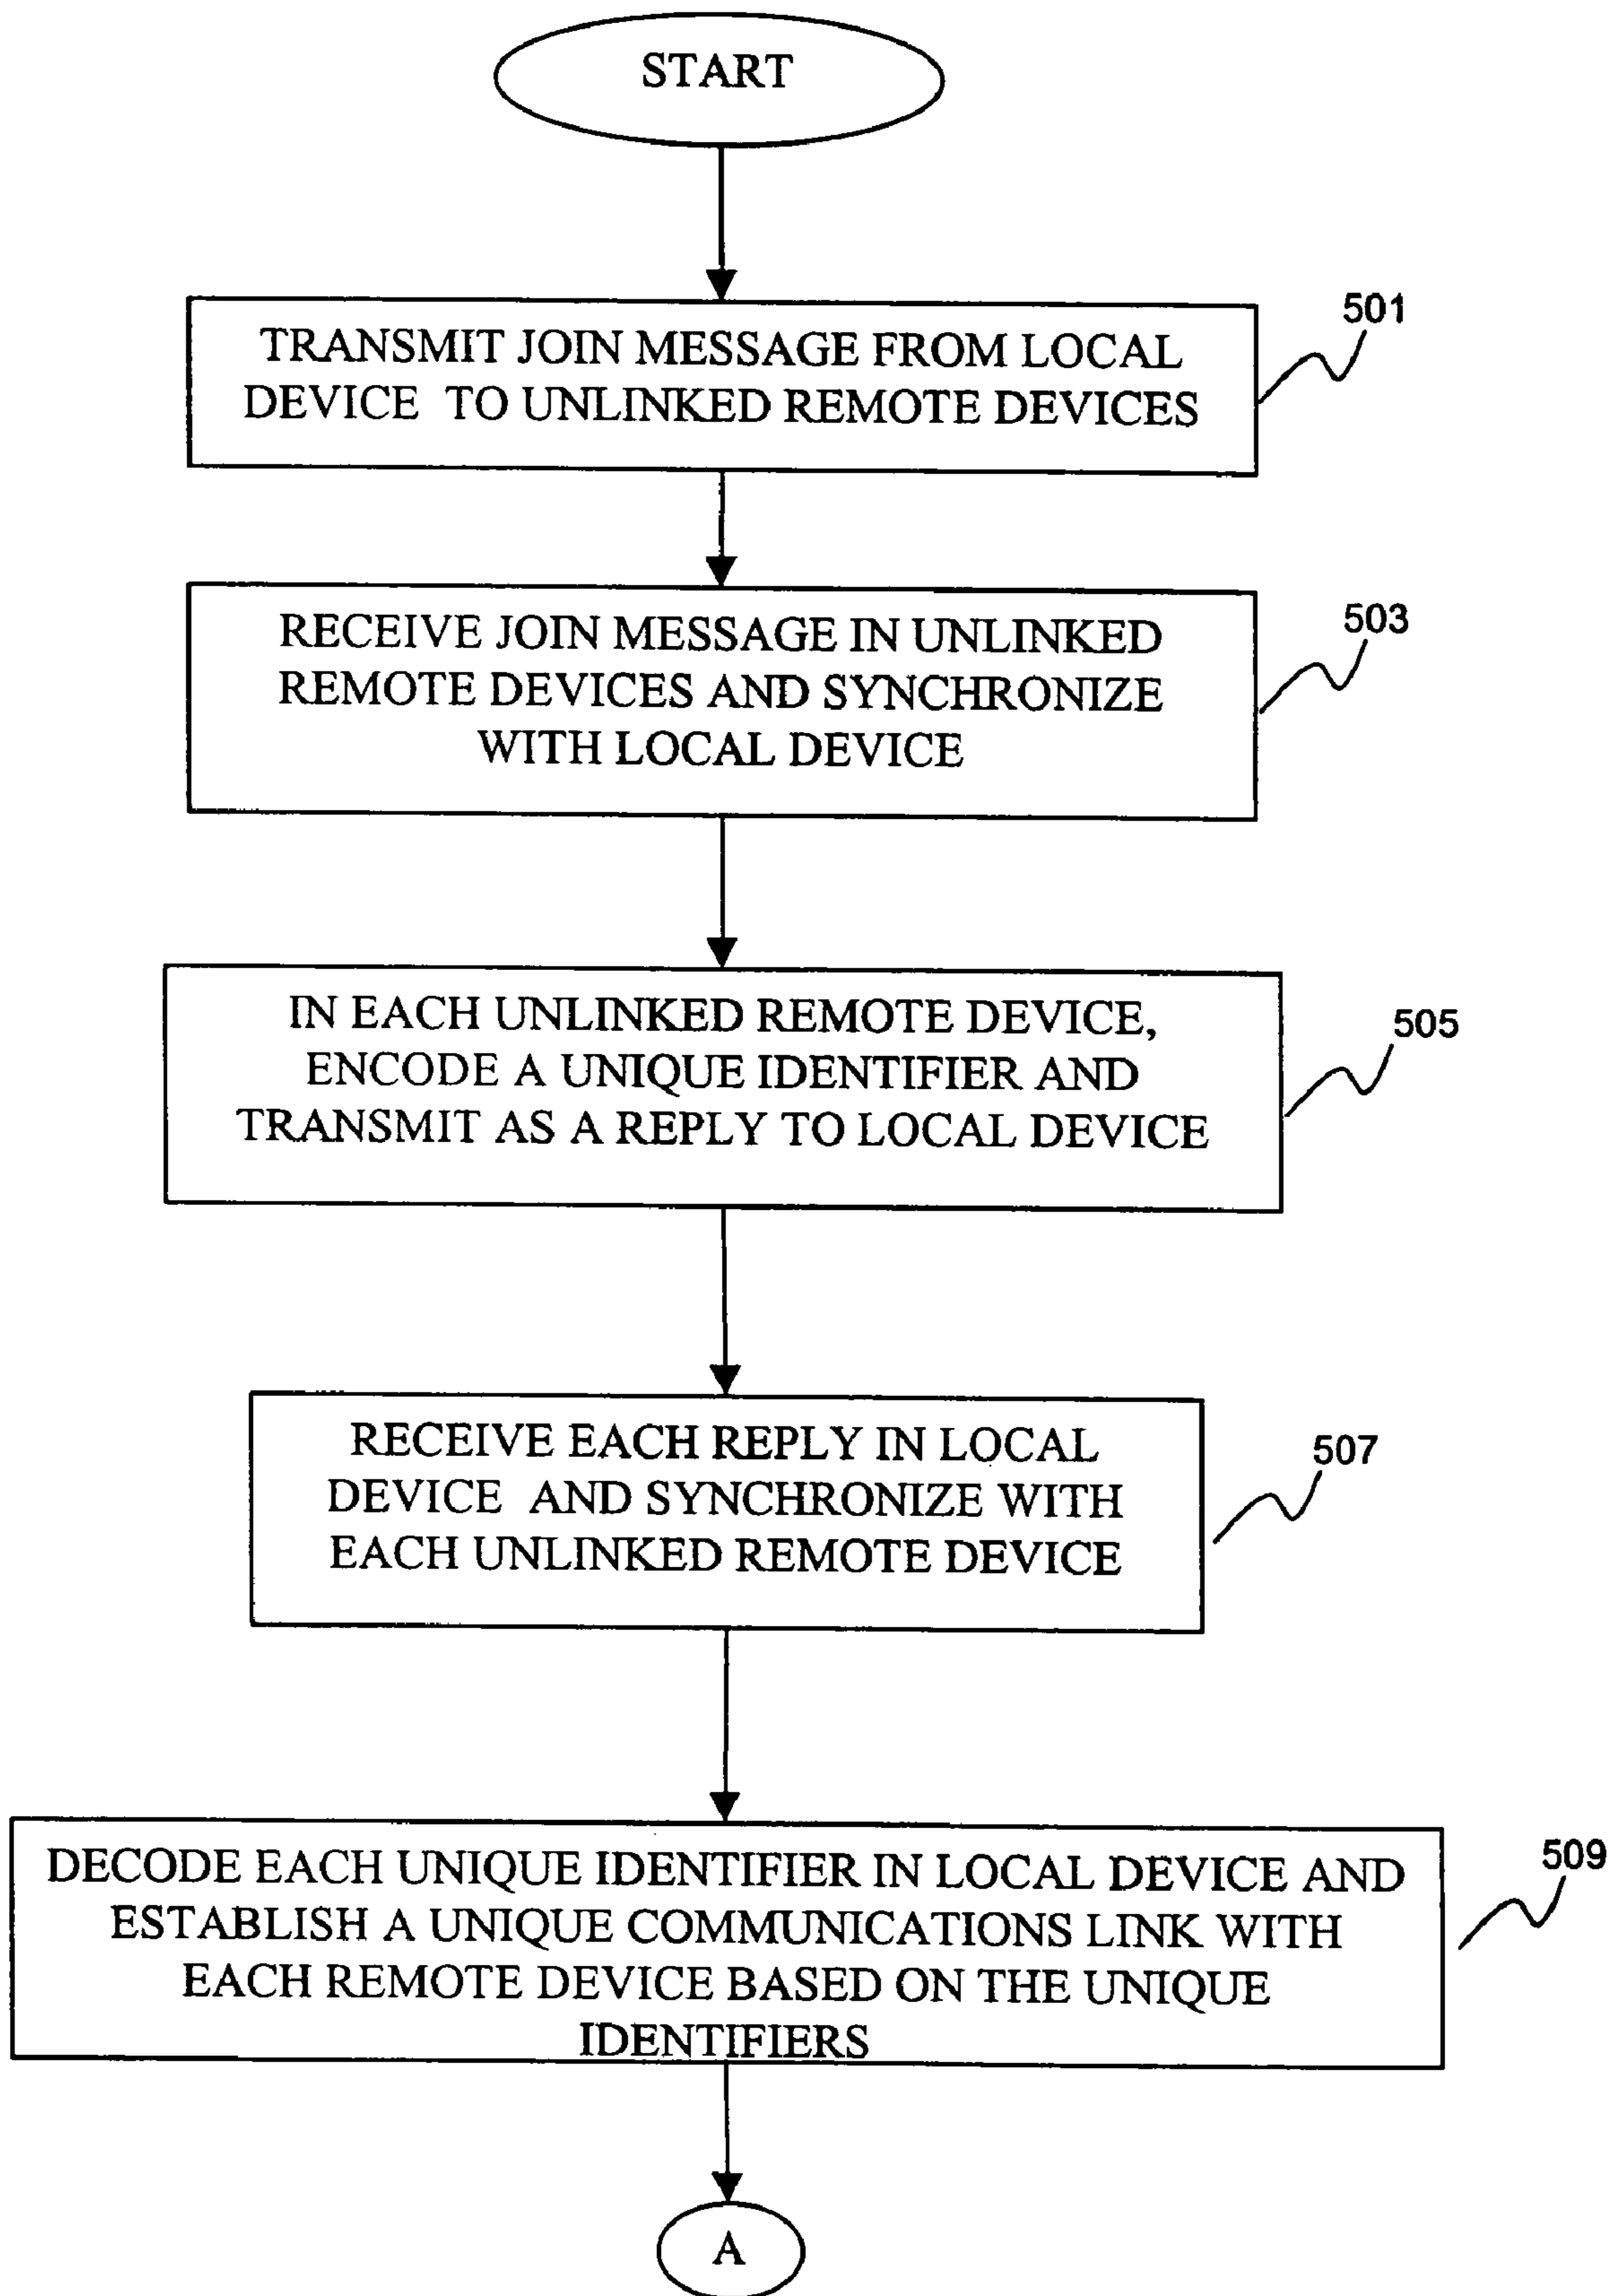 START
501
TRANSMIT JOIN MESSAGE FROM LOCAL
DEVICE TO UNLINKED REMOTE DEVICES
503
RECEIVE JOIN MESSAGE IN UNLINKED
REMOTE DEVICES AND SYNCHRONIZE
WITH LOCAL DEVICE
505
IN EACH UNLINKED REMOTE DEVICE,
ENCODE A UNIQUE IDENTIFIER AND
TRANSMIT AS A REPLY TO LOCAL DEVICE
507
RECEIVE EACH REPLY IN LOCAL
DEVICE AND SYNCHRONIZE WITH
EACH UNLINKED REMOTE DEVICE
509
DECODE EACH UNIQUE IDENTIFIER IN LOCAL DEVICE AND
ESTABLISH A UNIQUE COMMUNICATIONS LINK WITH
EACH REMOTE DEVICE BASED ON THE UNIQUE
IDENTIFIERS
A